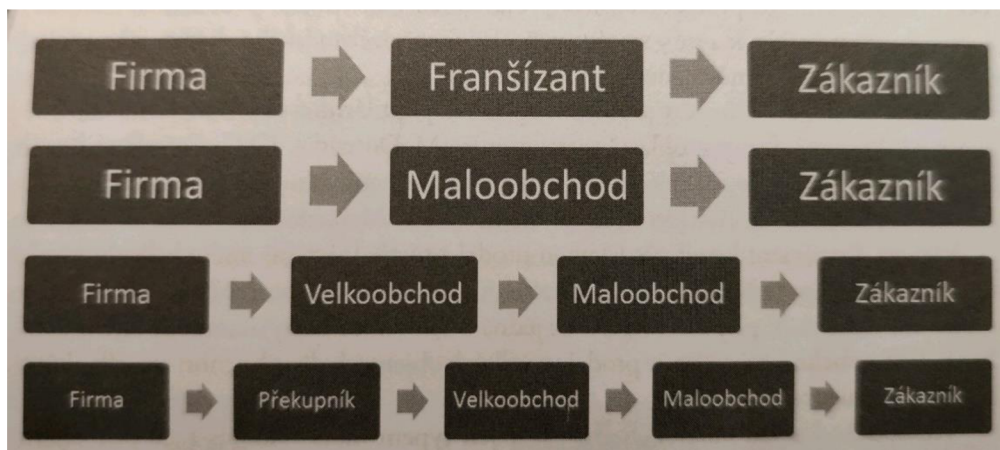 Firma Franšízant Zákazník
Firma Maloobchod Zákazník
Firma Velkoobchod Maloobchod Zákazník
Firma Překupník Velkoobchod Maloobchod Zákazník